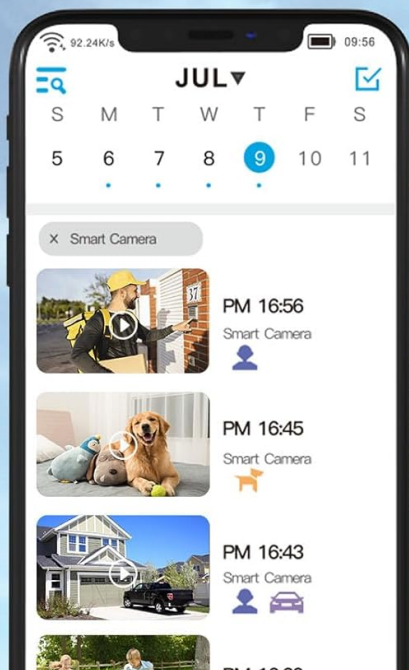 92.24K/s 09:56
JUL
S M T W T F S
5 6 7 8 9 10 11
× Smart Camera
37
PM 16:56
Smart Camera
PM 16:45
Smart Camera
PM 16:43
Smart Camera